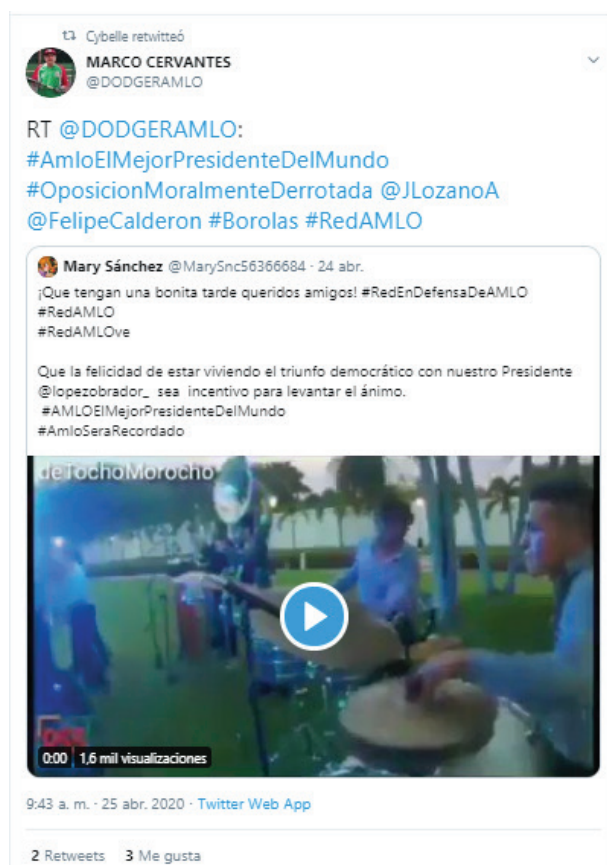 Cybelle retwitteó
MARCO CERVANTES
@DODGERAMLO
RT @DODGERAMLO:
#AmloElMejorPresidenteDelMundo
#OposicionMoralmenteDerrotada @JLozanoA
@FelipeCalderon #Borolas #RedAMLO
Mary Sánchez @MarySnc56366684 · 24 abr.
¡Que tengan una bonita tarde queridos amigos! #RedEnDefensaDeAMLO
#RedAMLO
#RedAMLOve
Que la felicidad de estar viviendo el triunfo democrático con nuestro Presidente
@lopezobrador_ sea incentivo para levantar el ánimo.
#AMLOElMejorPresidenteDelMundo
#AmloSeraRecordado
deTochoMorocho
0:00 1,6 mil visualizaciones
9:43 a. m. · 25 abr. 2020 · Twitter Web App
2 Retweets 3 Me gusta